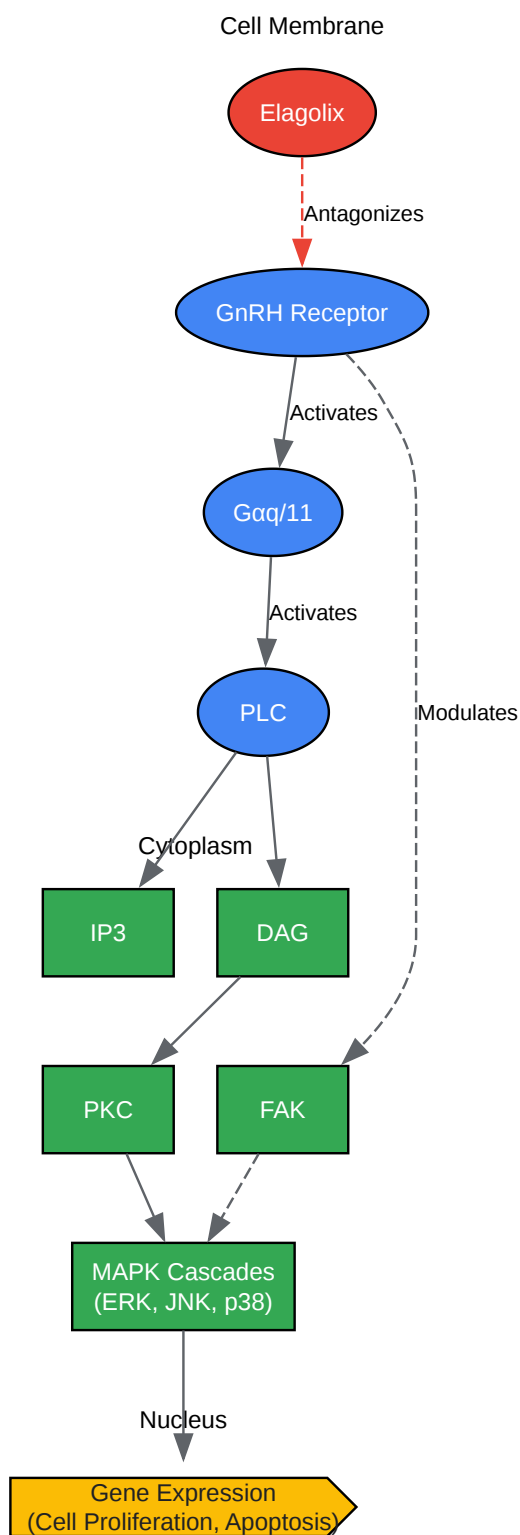 Cell Membrane
Elagolix
Antagonizes
GnRH Receptor
Activates
Gαq/11
Activates
PLC
Modulates
Cytoplasm
IP3
DAG
PKC
FAK
MAPK Cascades
(ERK, JNK, p38)
Nucleus
Gene Expression
(Cell Proliferation, Apoptosis)